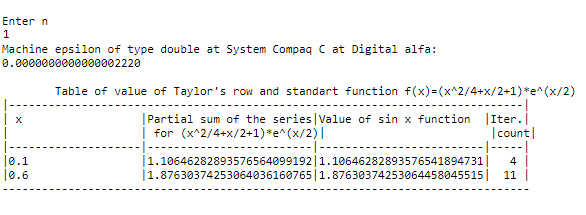 Enter n
1
Machine epsilon of type double at System Compaq C at Digital alfa:
0.0000000000000002220
Table of value of Taylor's row and standart function f(x)=(x^2/4+x/2+1)*e^(x/2)
|------------------------------------------------------------------------------|
| x                  |Partial sum of the series|Value of sin x function  |Iter.|
|                    | for (x^2/4+x/2+1)*e^(x/2)|                         |count|
|--------------------|-------------------------|-------------------------|-----|
|0.1                 |1.10646282893576564099192|1.10646282893576541894731|   4 |
|0.6                 |1.87630374253064036160765|1.87630374253064458045515|  11 |
--------------------------------------------------------------------------------